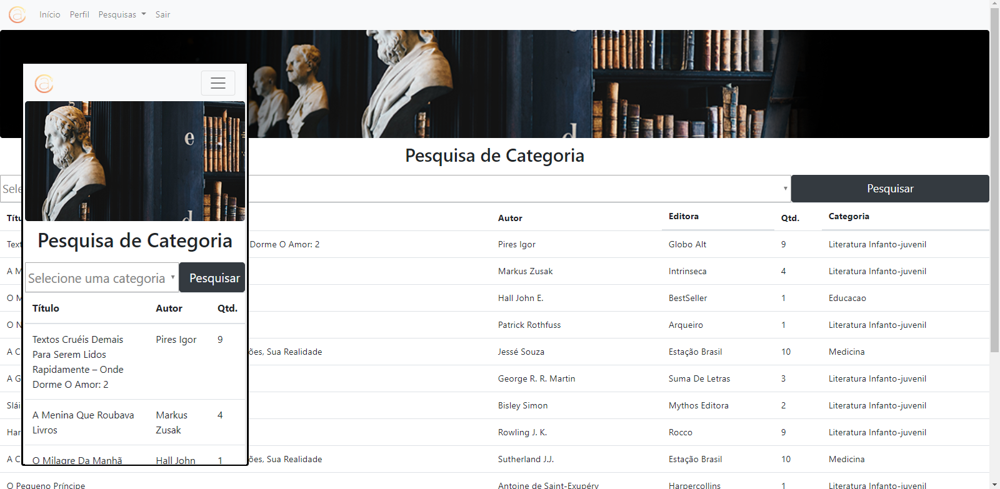 Início Perfil Pesquisas Sair
Pesquisa de Categoria
Pesquisar
Autor Editora Qtd. Categoria
Dorme O Amor: 2 Pires Igor Globo Alt 9 Literatura Infanto-juvenil
A M Markus Zusak Intrinseca 4 Literatura Infanto-juvenil
O M Hall John E. BestSeller 1 Educacao
O N Patrick Rothfuss Arqueiro 1 Literatura Infanto-juvenil
A C ões, Sua Realidade Jessé Souza Estação Brasil 10 Medicina
A G George R. R. Martin Suma De Letras 3 Literatura Infanto-juvenil
Slái Bisley Simon Mythos Editora 2 Literatura Infanto-juvenil
Har Rowling J. K. Rocco 9 Literatura Infanto-juvenil
A C ões, Sua Realidade Sutherland J.J. Estação Brasil 10 Medicina
O Pequeno Príncipe Antoine de Saint-Exupéry Harpercollins 1 Literatura Infanto-juvenil
e
d
Pesquisa de Categoria
Selecione uma categoria Pesquisar
Título Autor Qtd.
Textos Cruéis Demais Pires Igor 9
Para Serem Lidos
Rapidamente – Onde
Dorme O Amor: 2
A Menina Que Roubava Markus 4
Livros Zusak
O Milagre Da Manhã Hall John 1